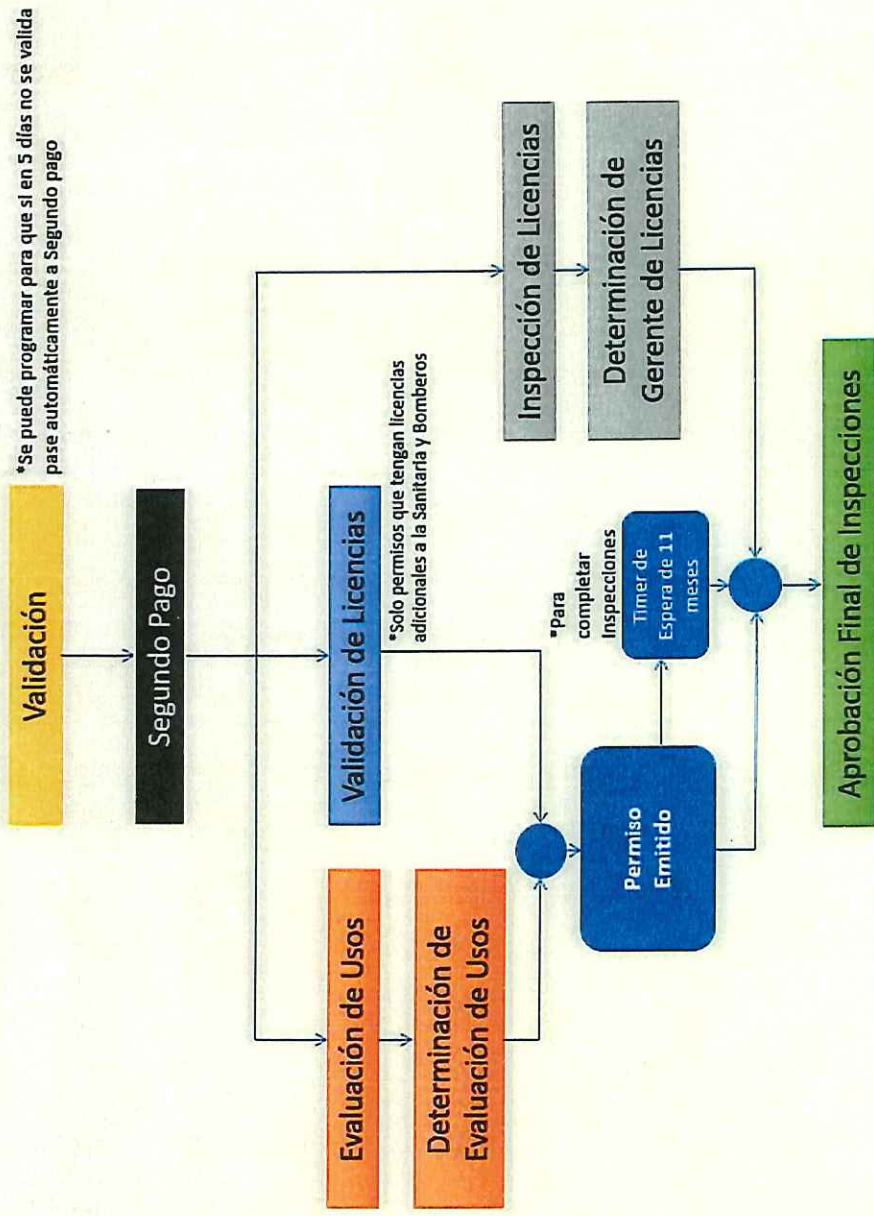 Validación
*Se puede programar para que si en 5 días no se valida
pase automáticamente a Segundo pago
Segundo Pago
Evaluación de Usos
Determinación de
Evaluación de Usos
Validación de Licencias
*Solo permisos que tengan licencias
adicionales a la Sanitaria y Bomberos
Inspección de Licencias
Determinación de
Gerente de Licencias
Permiso
Emitido
*Para
completar
Inspecciones
Timer de
Espera de 11
meses
Aprobación Final de Inspecciones